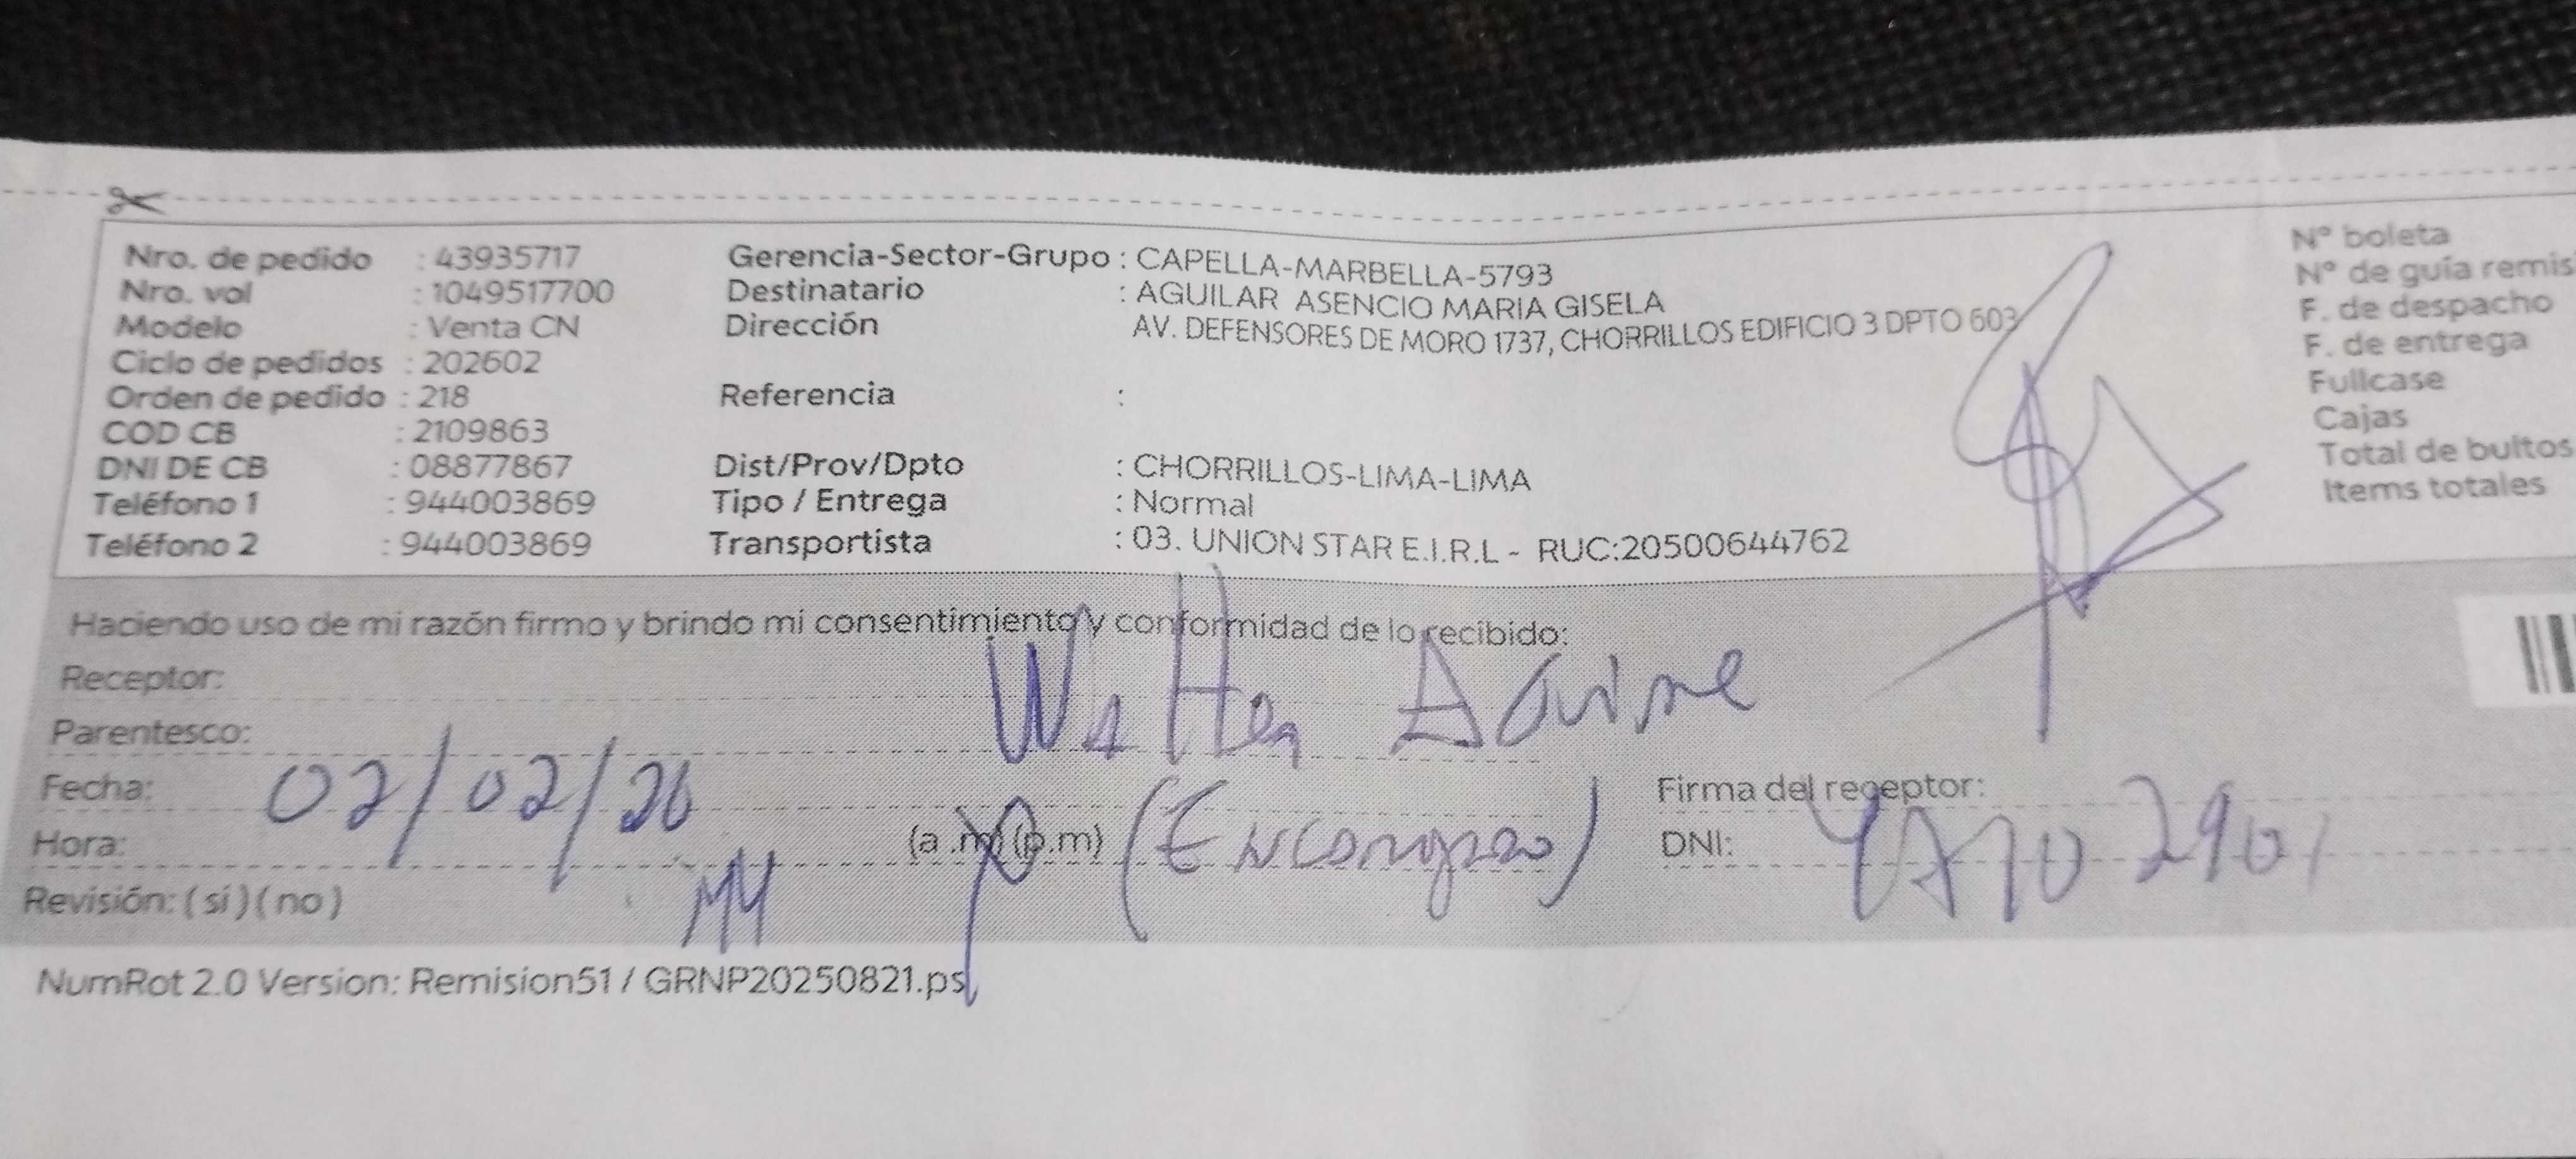 Nro. de pedido : 43935717
Nro. vol : 1049517700
Modelo : Venta CN
Ciclo de pedidos : 202602
Orden de pedido : 218
COD CB : 2109863
DNI DE CB : 08877867
Teléfono 1 : 944003869
Teléfono 2 : 944003869
Gerencia-Sector-Grupo : CAPELLA-MARBELLA-5793
Destinatario : AGUILAR ASENCIO MARIA GISELA
Dirección AV. DEFENSORES DE MORO 1737, CHORRILLOS EDIFICIO 3 DPTO 603
Referencia :
Dist/Prov/Dpto : CHORRILLOS-LIMA-LIMA
Tipo / Entrega : Normal
Transportista : 03. UNION STAR E.I.R.L - RUC:20500644762
N° boleta
N° de guía remis
F. de despacho
F. de entrega
Fullcase
Cajas
Total de bultos
Items totales
Haciendo uso de mi razón firmo y brindo mi consentimiento y conformidad de lo recibido:
Receptor: Walter
Parentesco:
Fecha: 02/02/26
Hora: (a.m) (p.m)
Firma del receptor:
DNI:
Revisión: ( sí ) ( no )
NumRot 2.0 Version: Remision51 / GRNP20250821.ps